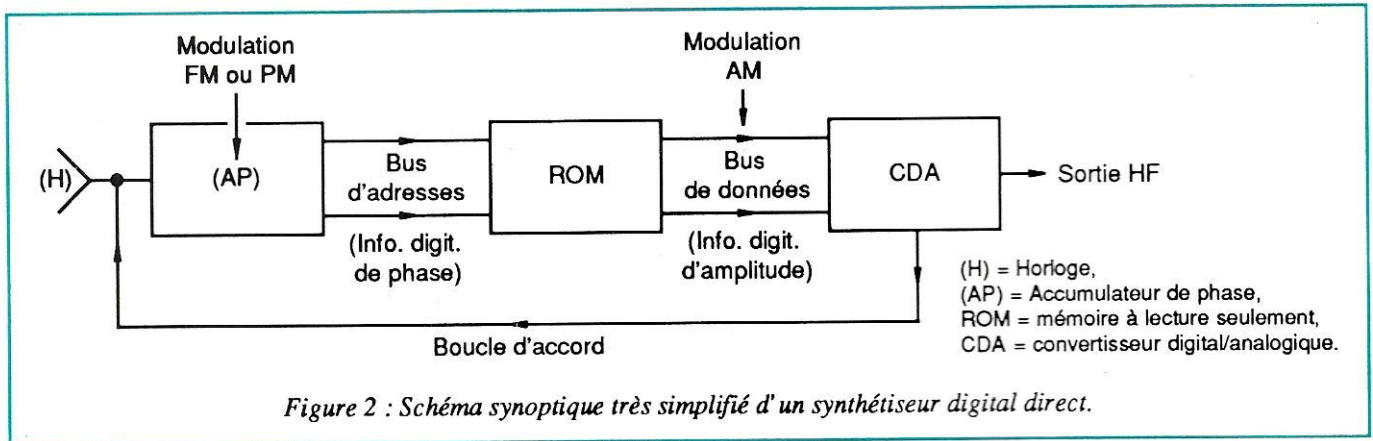 Modulation
FM ou PM
Modulation
AM
(H)
(AP)
Bus
d'adresses
(Info. digit.
de phase)
ROM
Bus
de données
(Info. digit.
d'amplitude)
CDA
Sortie HF
Boucle d'accord
(H) = Horloge,
(AP) = Accumulateur de phase,
ROM = mémoire à lecture seulement,
CDA = convertisseur digital/analogique.
Figure 2 : Schéma synoptique très simplifié d'un synthétiseur digital direct.